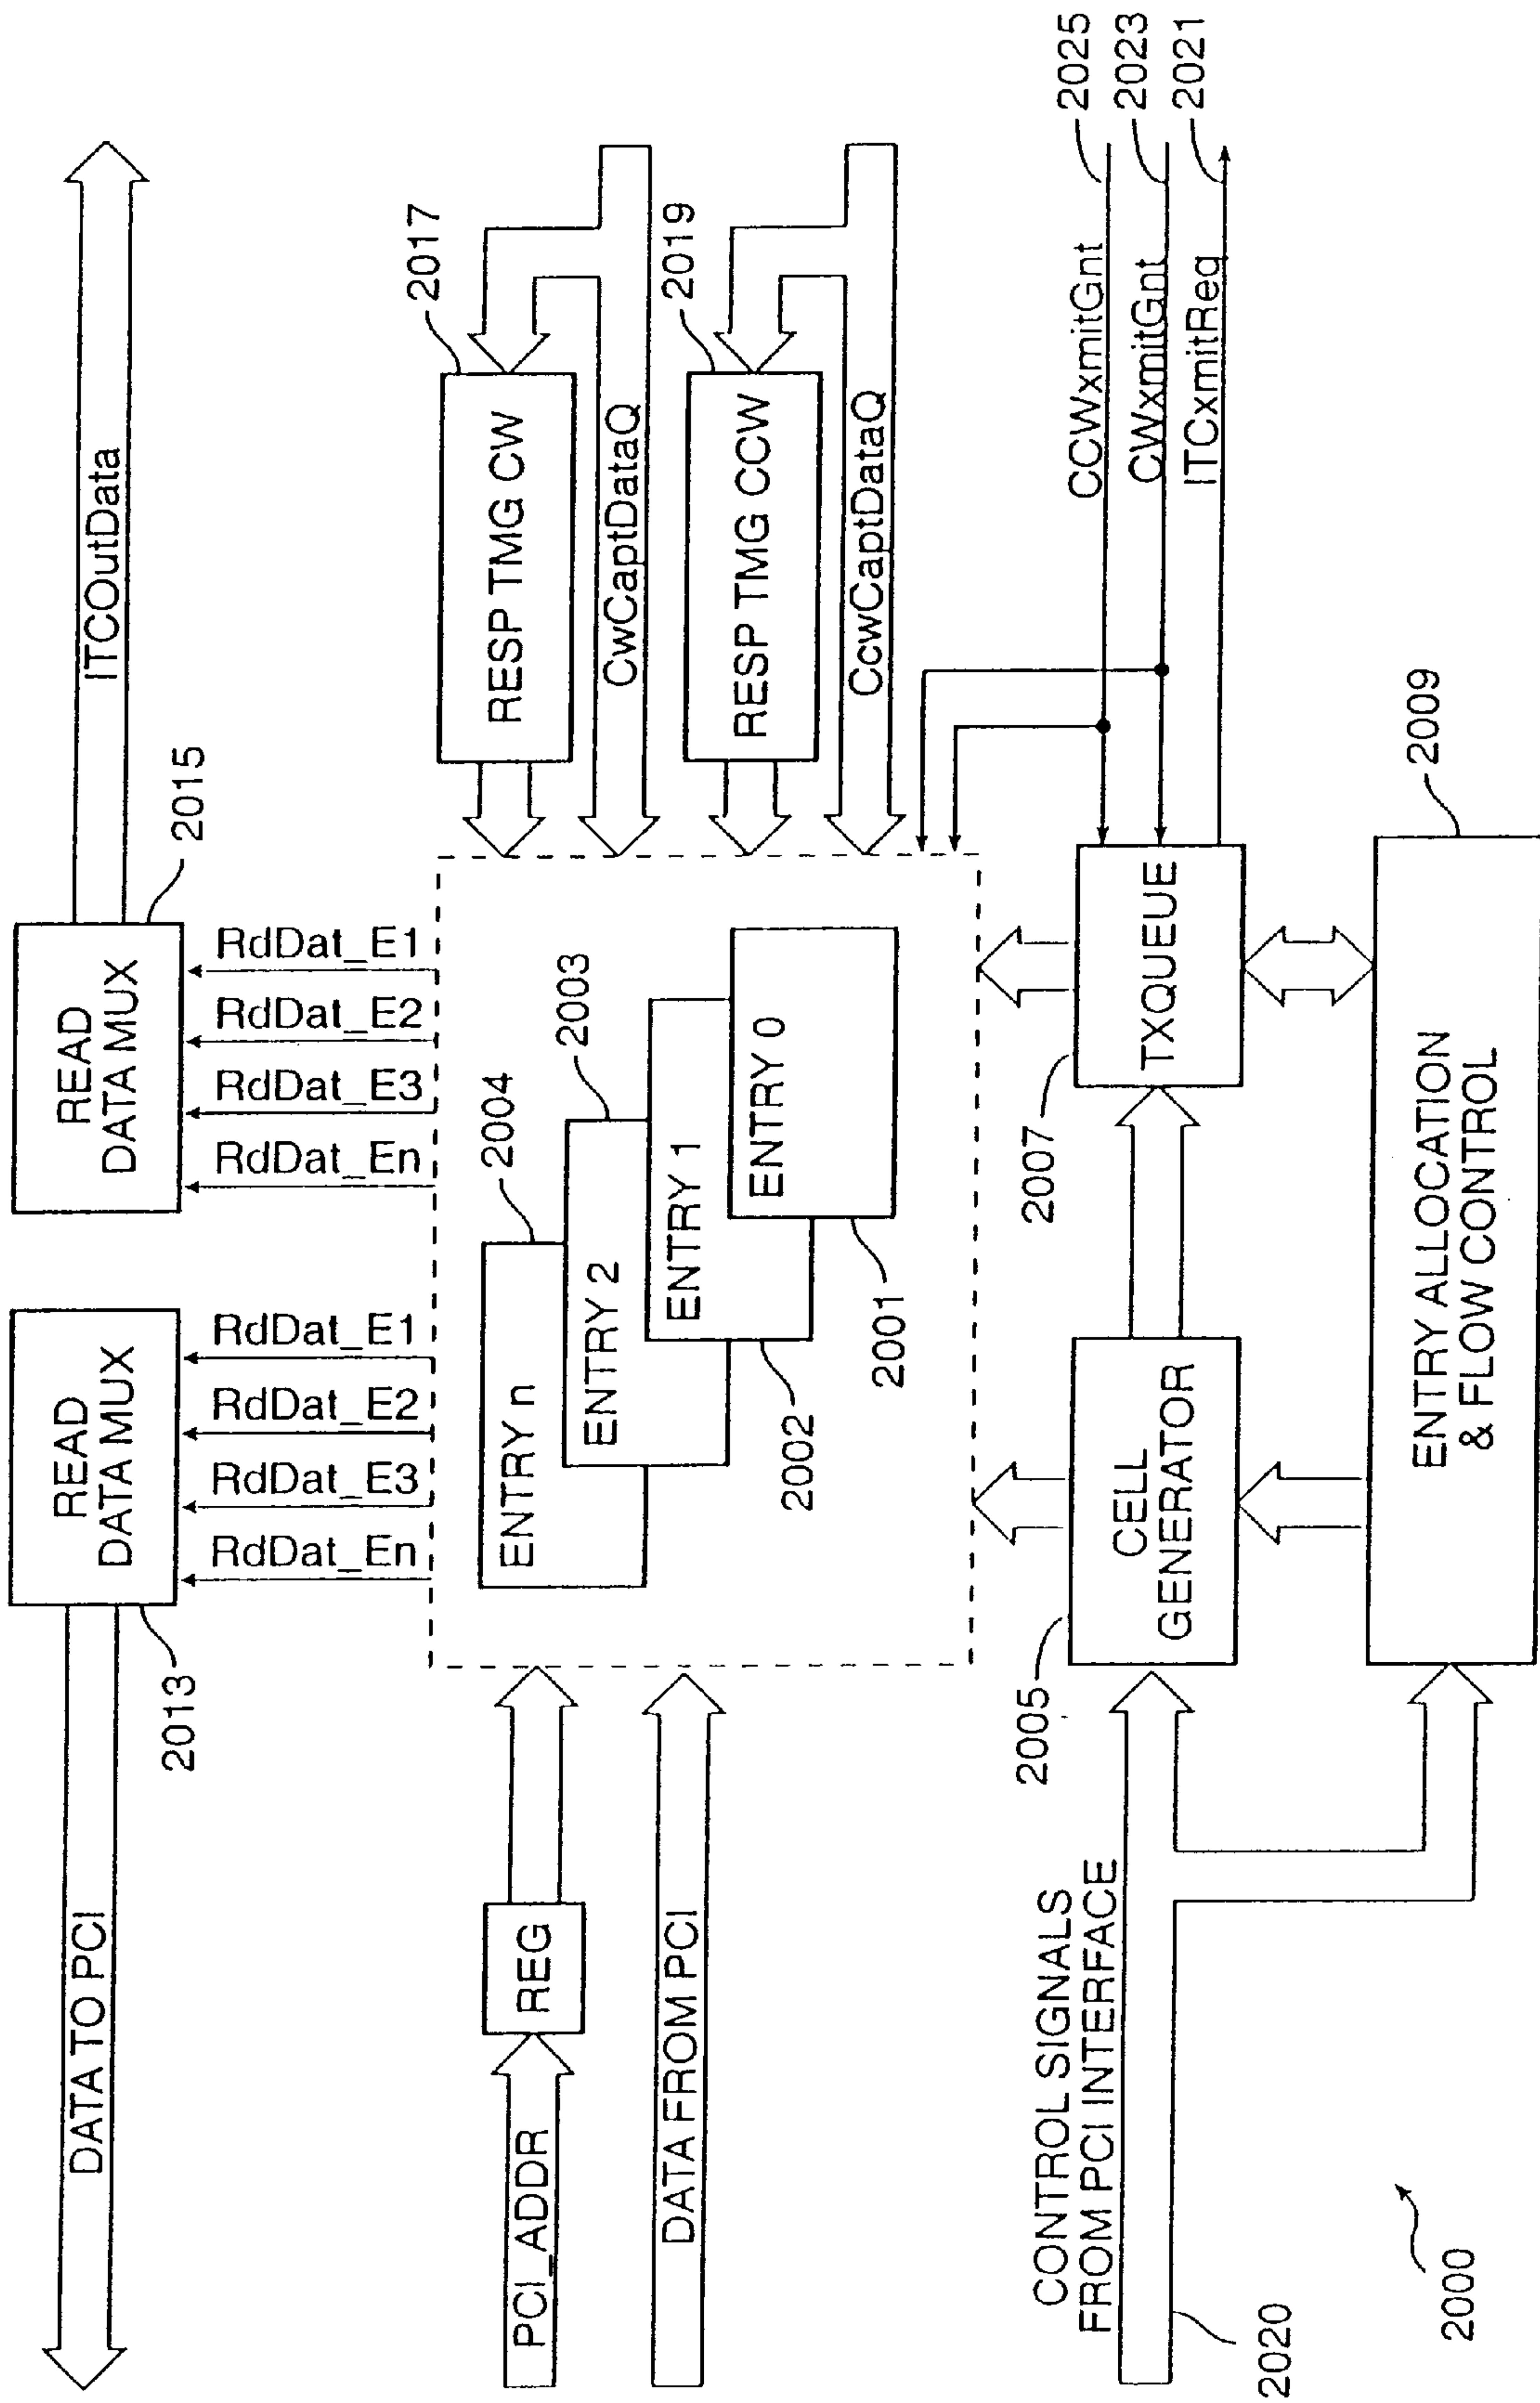 DATA TO PCI
2013
READ
DATA MUX
READ
DATA MUX
2015
ITCOutData
RdDat_En
RdDat_E3
RdDat_E2
RdDat_E1
RdDat_En
RdDat_E3
RdDat_E2
RdDat_E1
PCI_ADDR
REG
DATA FROM PCI
ENTRY n
2004
ENTRY 2
2003
ENTRY 1
2002
ENTRY 0
2001
RESP TMG CW
2017
CwCaptDataQ
RESP TMG CCW
2019
CcwCaptDataQ
CONTROL SIGNALS
FROM PCI INTERFACE
2020
2005
CELL
GENERATOR
2007
TXQUEUE
CCWxmitGnt
2025
CWxmitGnt
2023
ITCxmitReq
2021
ENTRY ALLOCATION
& FLOW CONTROL
2009
2000